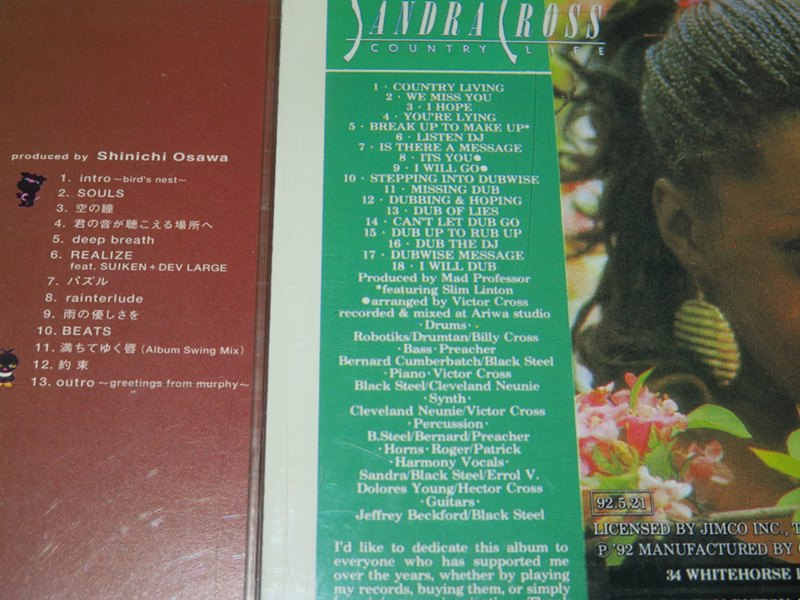 produced by Shinichi Osawa
1. intro ~bird's nest~
2. SOULS
3. 空の瞳
4. 君の音が聴こえる場所へ
5. deep breath
6. REALIZE
feat. SUIKEN + DEV LARGE
7. パズル
8. rainterlude
9. 雨の優しさを
10. BEATS
11. 満ちてゆく唇 (Album Swing Mix)
12. 約束
13. outro ~greetings from murphy~
SANDRA CROSS
COUNTRY LIFE
1 · COUNTRY LIVING
2 · WE MISS YOU
3 · I HOPE
4 · YOU'RE LYING
5 · BREAK UP TO MAKE UP*
6 · LISTEN DJ
7 · IS THERE A MESSAGE
8 · ITS YOU●
9 · I WILL GO●
10 · STEPPING INTO DUBWISE
11 · MISSING DUB
12 · DUBBING & HOPING
13 · DUB OF LIES
14 · CAN'T LET DUB GO
15 · DUB UP TO RUB UP
16 · DUB THE DJ
17 · DUBWISE MESSAGE
18 · I WILL DUB
Produced by Mad Professor
*featuring Slim Linton
●arranged by Victor Cross
recorded & mixed at Ariwa studio
·Drums·
Robotiks/Drumtan/Billy Cross
·Bass·Preacher
Bernard Cumberbatch/Black Steel
·Piano·Victor Cross
Black Steel/Cleveland Neunie
·Synth·
Cleveland Neunie/Victor Cross
·Percussion·
B.Steel/Bernard/Preacher
·Horns·Roger/Patrick
·Harmony Vocals·
Sandra/Black Steel/Errol V.
Dolores Young/Hector Cross
·Guitars·
Jeffrey Beckford/Black Steel
I'd like to dedicate this album to
everyone who has supported me
over the years, whether by playing
my records, buying them, or simply
92.5.21
LICENSED BY JIMCO INC.,
P. '92 MANUFACTURED BY
34 WHITEHORSE